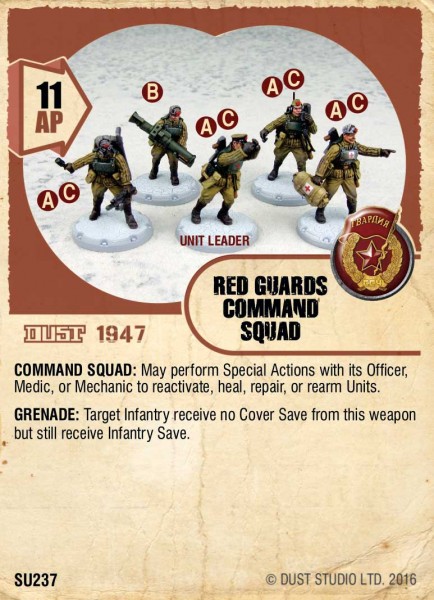 11
AP
B
A C
A C
A C
A C
UNIT LEADER
ГВАРДИЯ
RED GUARDS
COMMAND
SQUAD
DUST 1947
COMMAND SQUAD: May perform Special Actions with its Officer,
Medic, or Mechanic to reactivate, heal, repair, or rearm Units.
GRENADE: Target Infantry receive no Cover Save from this weapon
but still receive Infantry Save.
SU237
© DUST STUDIO LTD. 2016